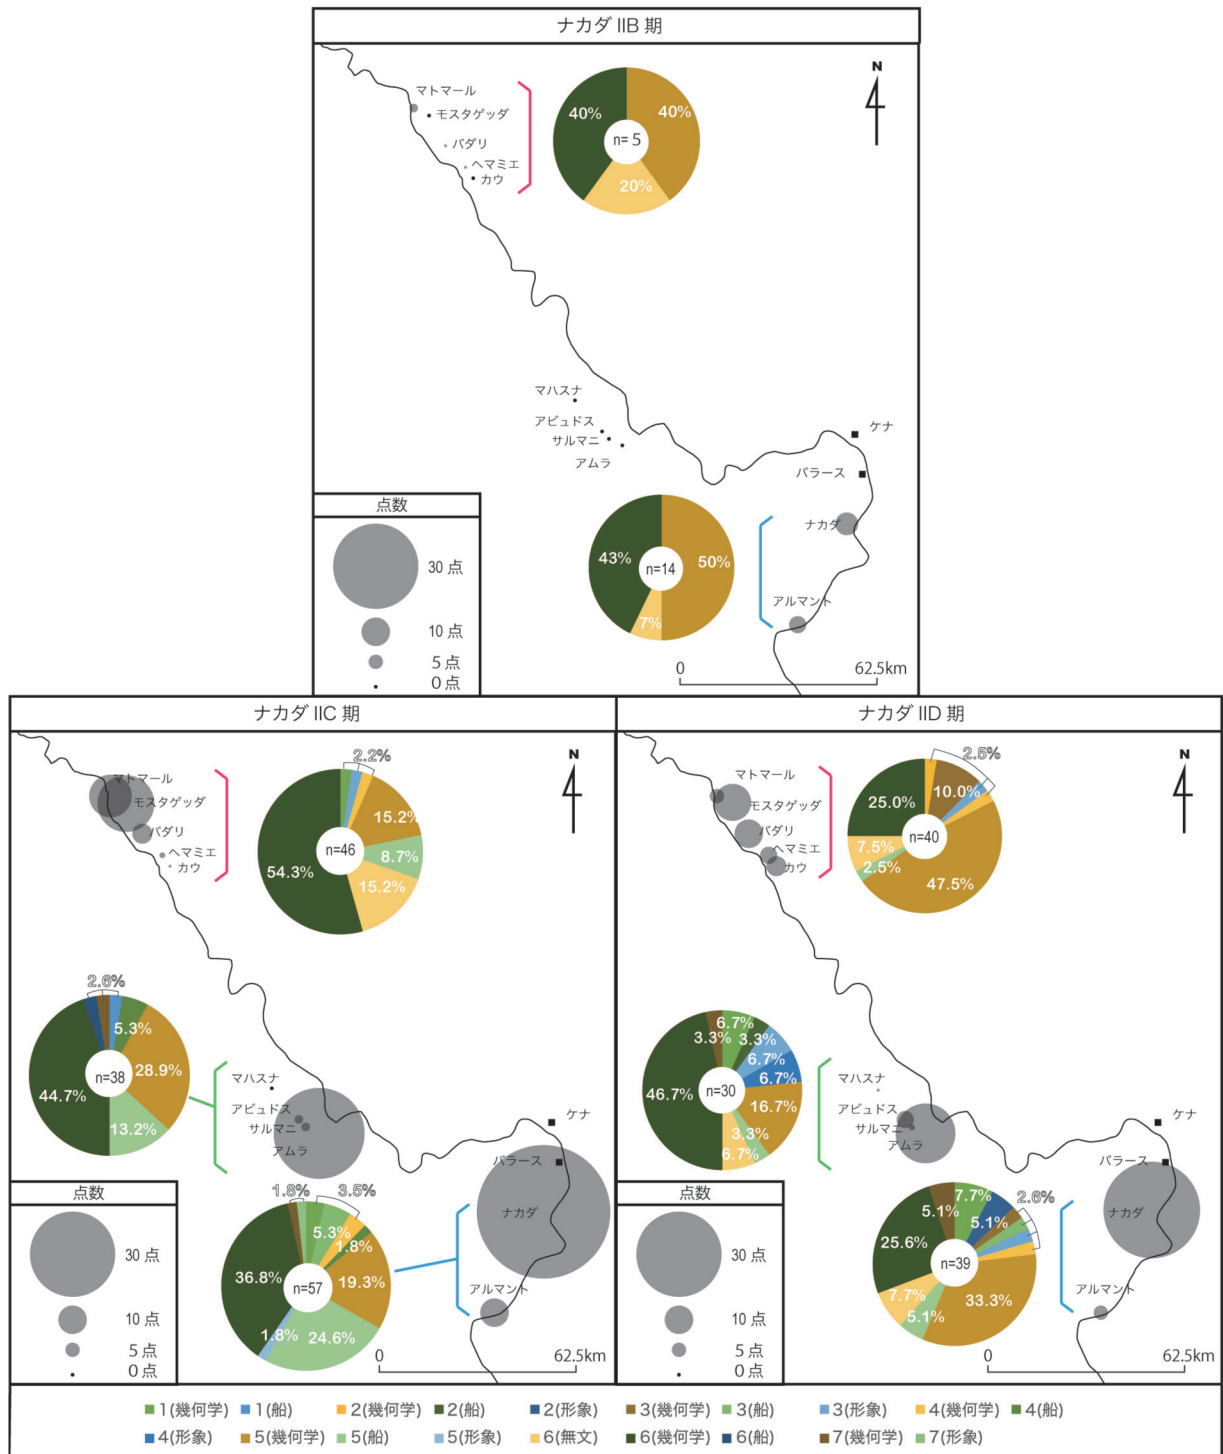 ナカダ IIB 期
N
マトマール
モスタゲッダ
バダリ
ヘマミエ
カウ
40%
40%
n= 5
20%
マハスナ
アビュドス
サルマニ
アムラ
ケナ
バラース
ナカダ
アルマント
点数
30 点
10 点
5 点
0 点
43%
50%
n=14
7%
0
62.5km
ナカダ IIC 期
N
マトマール
モスタゲッダ
バダリ
ヘマミエ
カウ
2.2%
15.2%
n=46
8.7%
54.3%
15.2%
2.6%
5.3%
28.9%
n=38
44.7%
13.2%
マハスナ
アビュドス
サルマニ
アムラ
ケナ
バラース
ナカダ
アルマント
点数
30 点
10 点
5 点
0 点
1.8%
3.5%
5.3%
1.8%
36.8%
19.3%
n=57
1.8%
24.6%
0
62.5km
ナカダ IID 期
N
マトマール
モスタゲッダ
バダリ
ヘマミエ
カウ
2.5%
10.0%
25.0%
n=40
7.5%
2.5%
47.5%
6.7%
3.3%
3.3%
6.7%
6.7%
46.7%
n=30
16.7%
3.3%
6.7%
マハスナ
アビュドス
サルマニ
アムラ
ケナ
バラース
ナカダ
アルマント
点数
30 点
10 点
5 点
0 点
7.7%
2.6%
5.1%
5.1%
25.6%
n=39
33.3%
7.7%
5.1%
0
62.5km
1(幾何学) 1(船) 2(幾何学) 2(船) 2(形象) 3(幾何学) 3(船) 3(形象) 4(幾何学) 4(船)
4(形象) 5(幾何学) 5(船) 5(形象) 6(無文) 6(幾何学) 6(船) 7(幾何学) 7(形象)